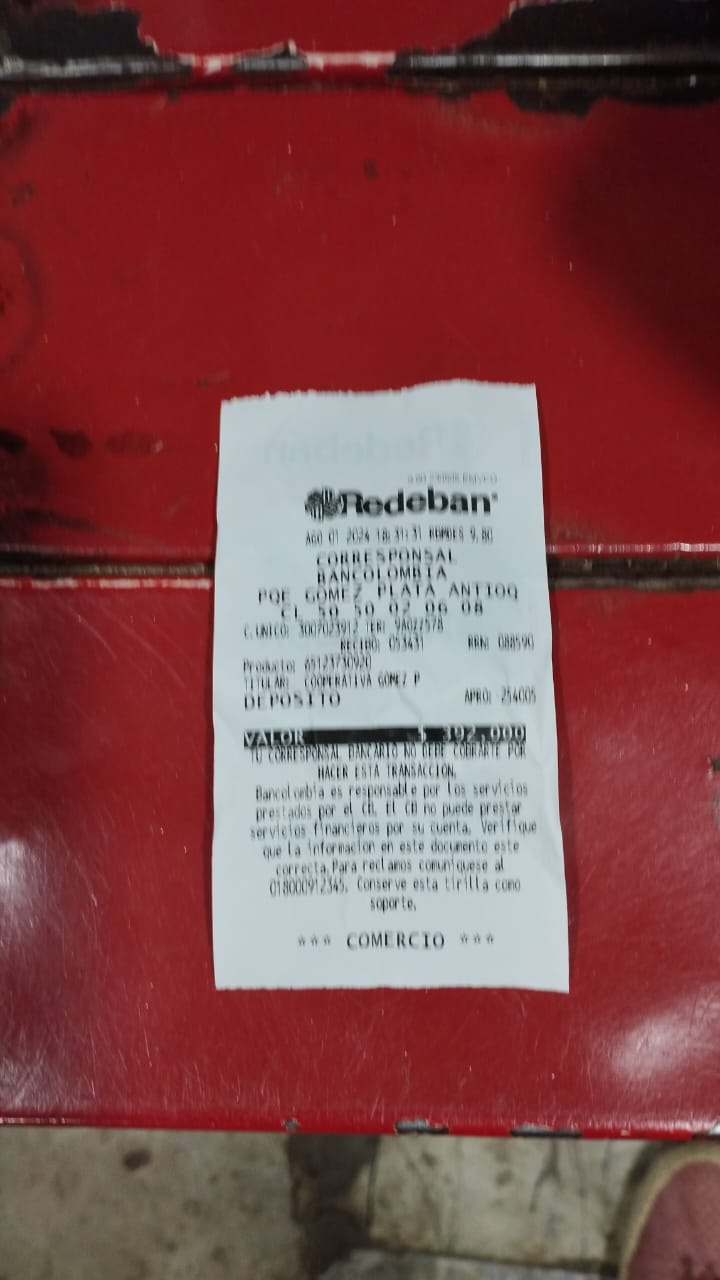 Redeban
AGO 01 2024 18:31:31 RBMDES 9.80
CORRESPONSAL
BANCOLOMBIA
PQE GOMEZ PLATA ANTIOQ
CL 50 50 02 06 08
C.UNICO: 3007023912 TER:
RECIBO: 053431 RRN: 088590
Producto: 65123730920
TITULAR: COOPERATIVA GOMEZ P
DEPOSITO APRO: 254005
VALOR $ 392.000
TU CORRESPONSAL BANCARIO NO DEBE COBRARTE POR
HACER ESTA TRANSACCION.
Bancolombia es responsable por los servicios
prestados por el CB. El CB no puede prestar
servicios financieros por su cuenta. Verifique
que la información en este documento este
correcta.Para reclamos comuniquese al
018000912345. Conserve esta tirilla como
soporte.
*** COMERCIO ***